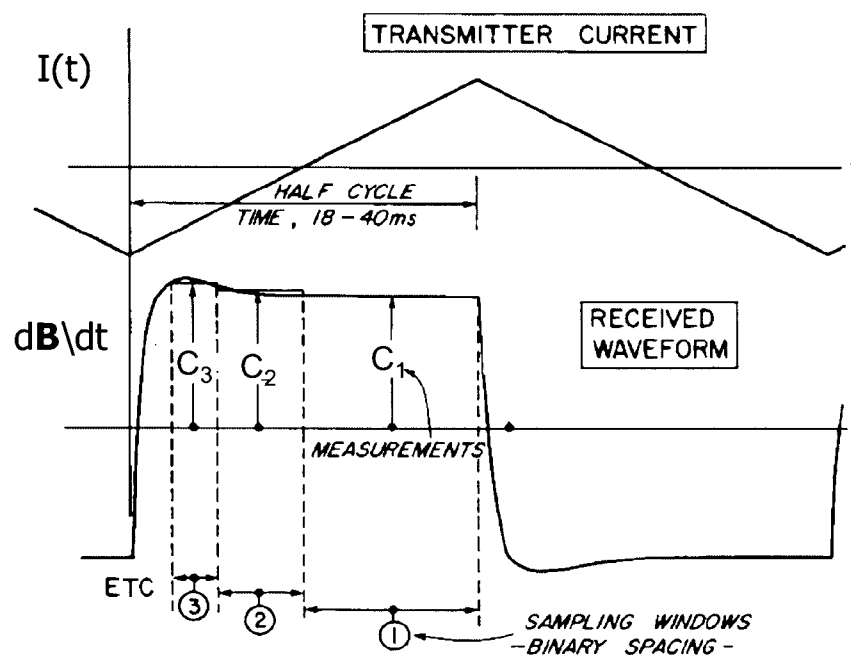 TRANSMITTER CURRENT
I(t)
HALF CYCLE
TIME, 18-40ms
RECEIVED
WAVEFORM
dB\dt
C3
C2
C1
MEASUREMENTS
ETC
3
2
1
SAMPLING WINDOWS
-BINARY SPACING-